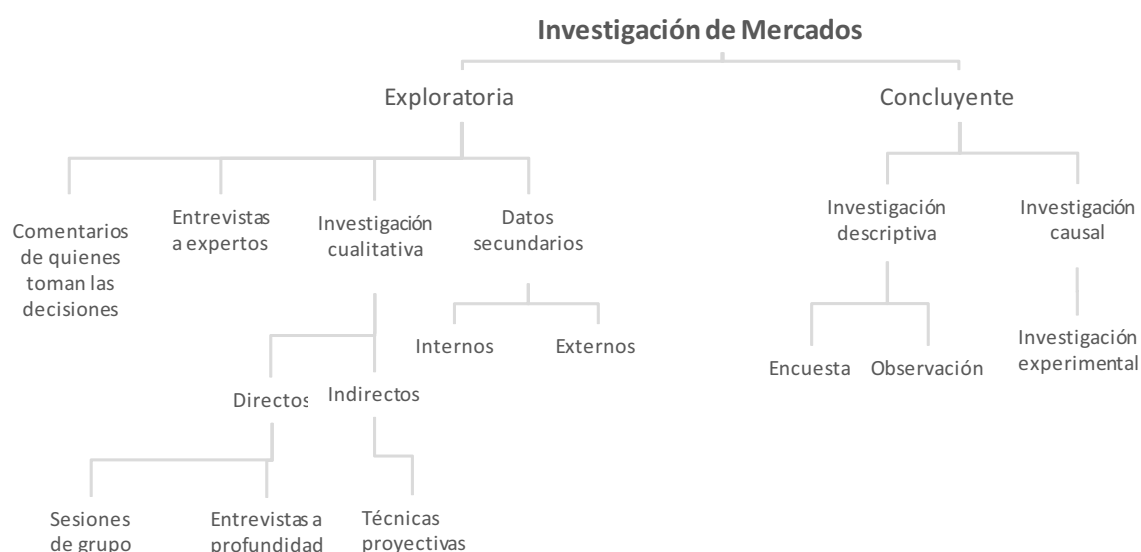 Investigación de Mercados
Exploratoria
Concluyente
Comentarios
de quienes
toman las
decisiones
Entrevistas
a expertos
Investigación
cualitativa
Datos
secundarios
Investigación
descriptiva
Investigación
causal
Internos
Externos
Encuesta
Observación
Investigación
experimental
Directos
Indirectos
Sesiones
de grupo
Entrevistas a
profundidad
Técnicas
proyectivas